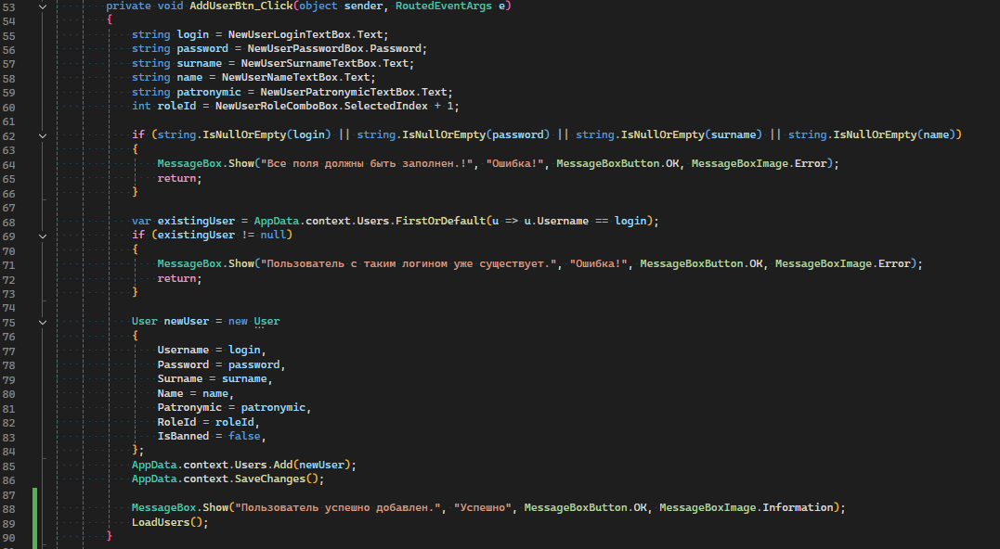 53 private void AddUserBtn_Click(object sender, RoutedEventArgs e)
54 {
55 string login = NewUserLoginTextBox.Text;
56 string password = NewUserPasswordBox.Password;
57 string surname = NewUserSurnameTextBox.Text;
58 string name = NewUserNameTextBox.Text;
59 string patronymic = NewUserPatronymicTextBox.Text;
60 int roleId = NewUserRoleComboBox.SelectedIndex + 1;
61
62 if (string.IsNullOrEmpty(login) || string.IsNullOrEmpty(password) || string.IsNullOrEmpty(surname) || string.IsNullOrEmpty(name))
63 {
64 MessageBox.Show("Все поля должны быть заполнен.!", "Ошибка!", MessageBoxButton.OK, MessageBoxImage.Error);
65 return;
66 }
67
68 var existingUser = AppData.context.Users.FirstOrDefault(u => u.Username == login);
69 if (existingUser != null)
70 {
71 MessageBox.Show("Пользователь с таким логином уже существует.", "Ошибка!", MessageBoxButton.OK, MessageBoxImage.Error);
72 return;
73 }
74
75 User newUser = new User
76 {
77 Username = login,
78 Password = password,
79 Surname = surname,
80 Name = name,
81 Patronymic = patronymic,
82 RoleId = roleId,
83 IsBanned = false,
84 };
85 AppData.context.Users.Add(newUser);
86 AppData.context.SaveChanges();
87
88 MessageBox.Show("Пользователь успешно добавлен.", "Успешно", MessageBoxButton.OK, MessageBoxImage.Information);
89 LoadUsers();
90 }